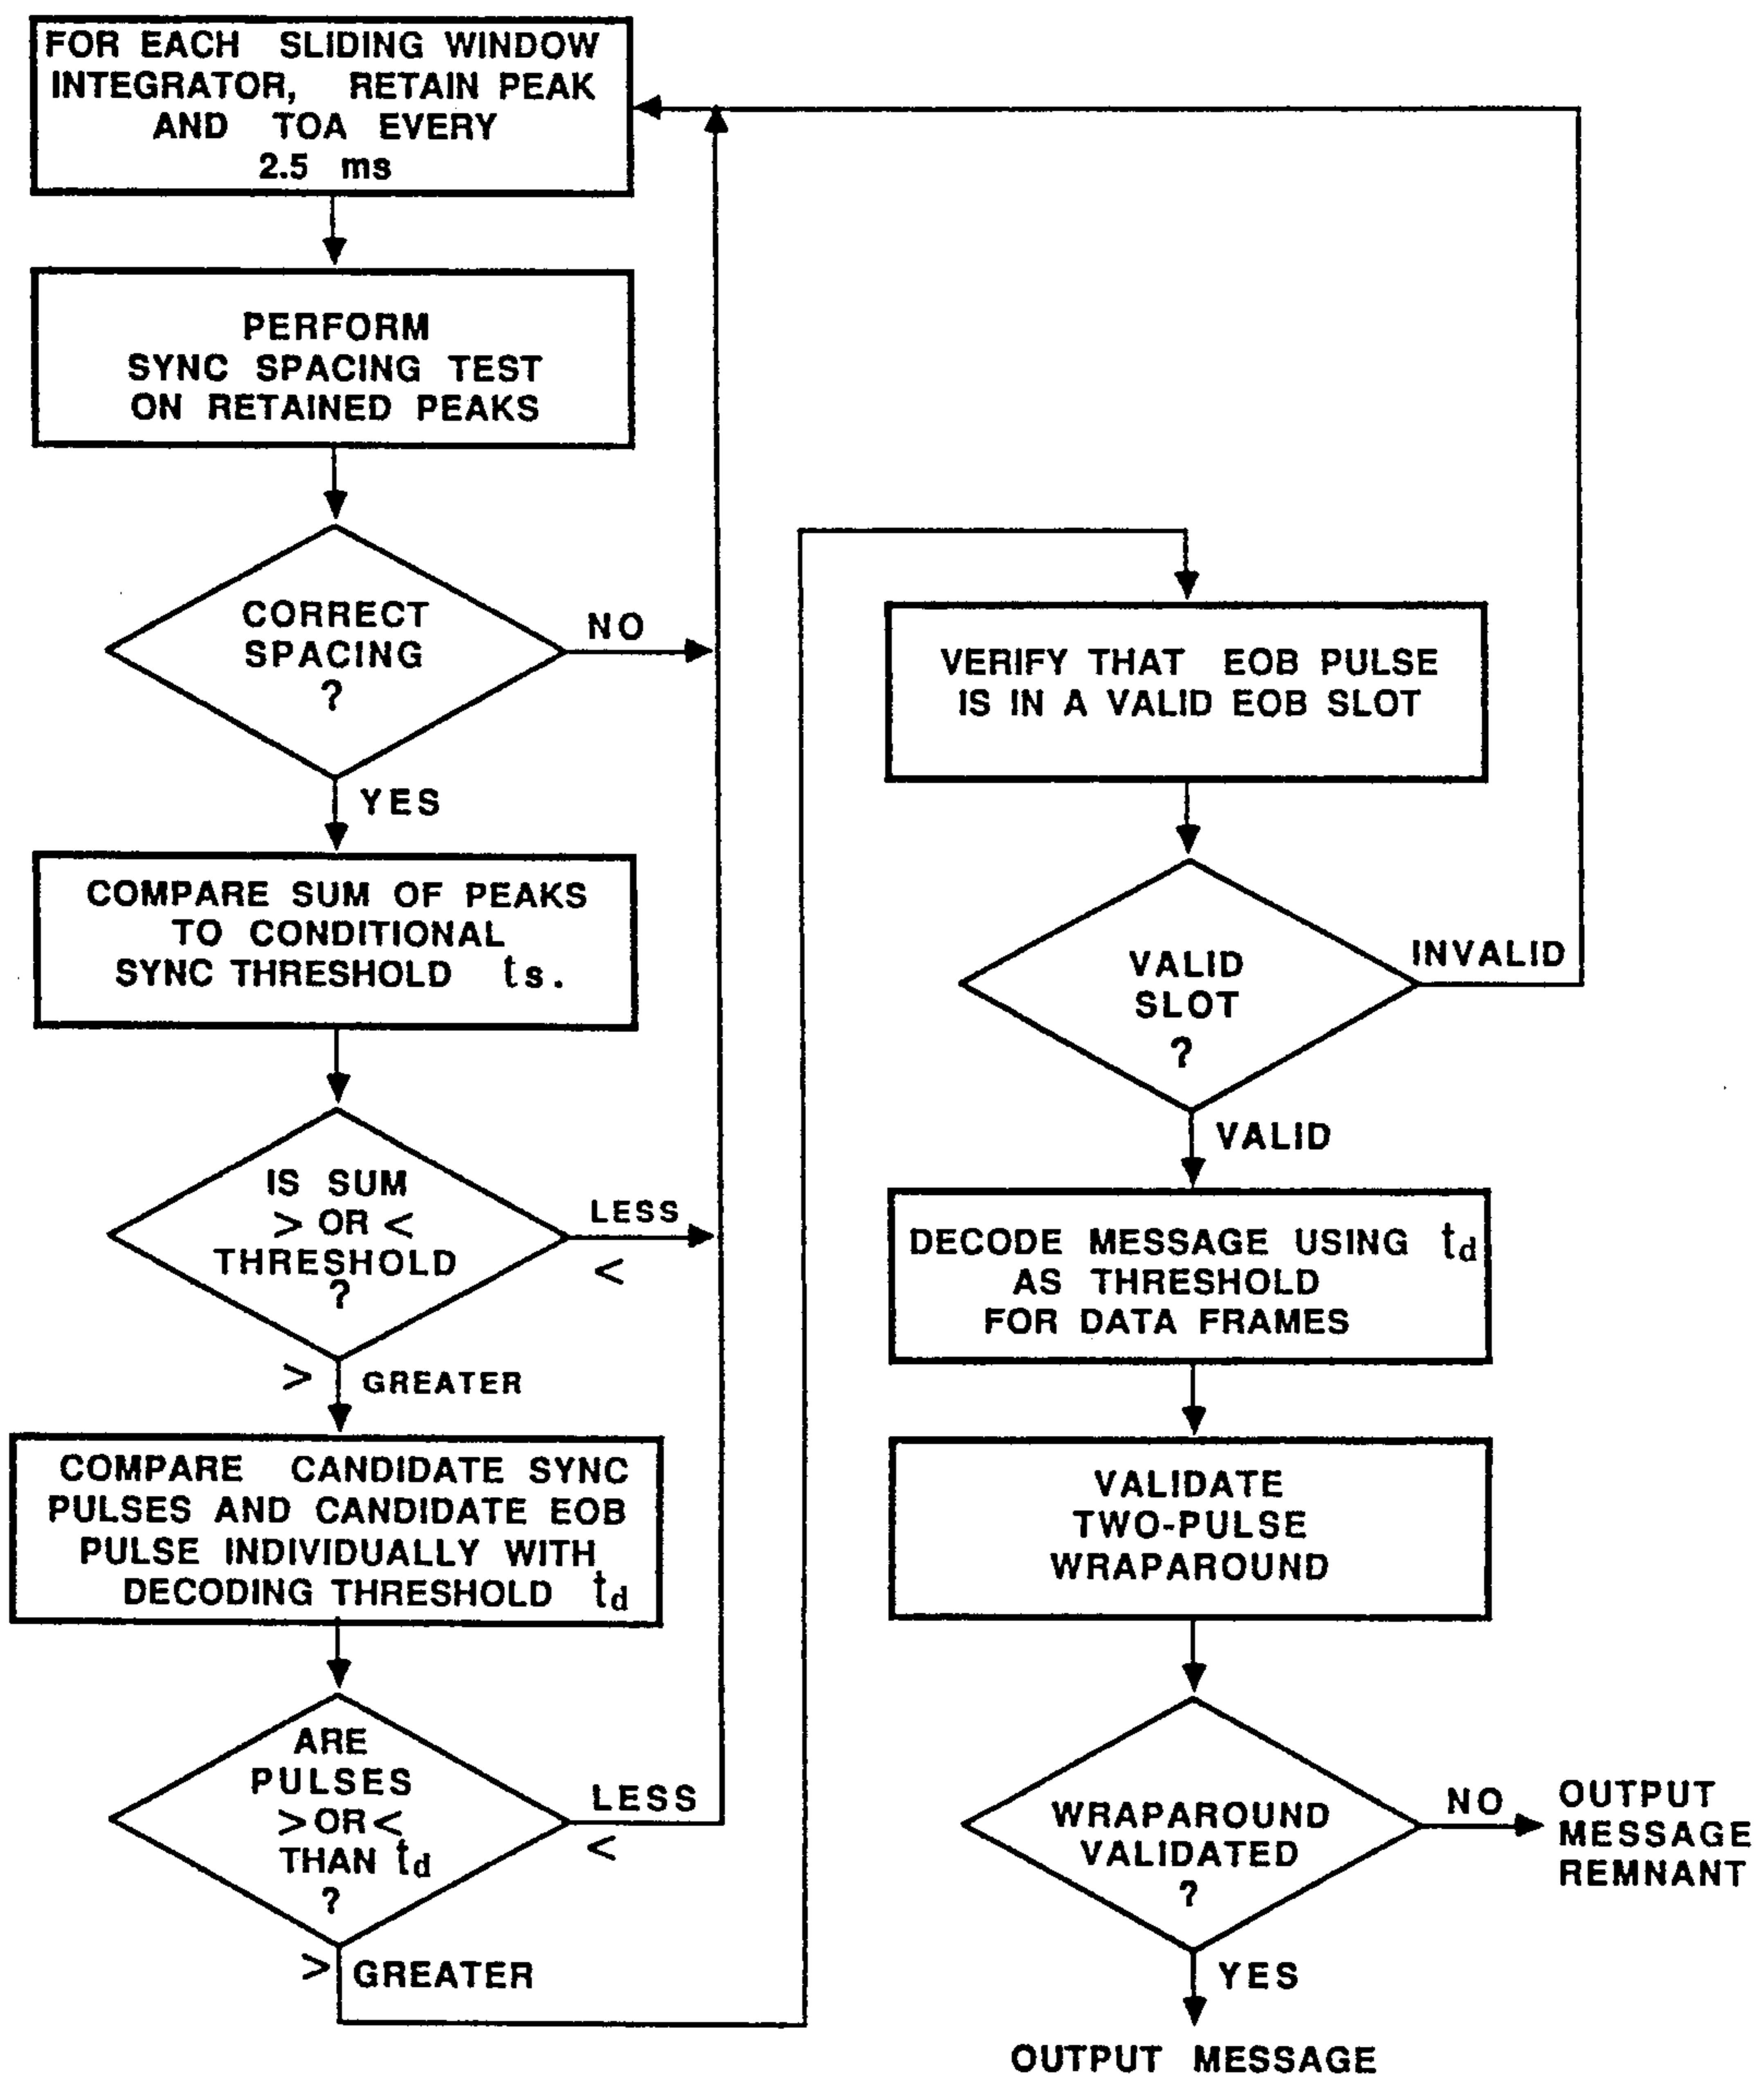 FOR EACH SLIDING WINDOW
INTEGRATOR, RETAIN PEAK
AND TOA EVERY
2.5 ms
PERFORM
SYNC SPACING TEST
ON RETAINED PEAKS
CORRECT
SPACING
?
NO
YES
COMPARE SUM OF PEAKS
TO CONDITIONAL
SYNC THRESHOLD ts.
IS SUM
> OR <
THRESHOLD
?
LESS
<
> GREATER
COMPARE CANDIDATE SYNC
PULSES AND CANDIDATE EOB
PULSE INDIVIDUALLY WITH
DECODING THRESHOLD td
ARE
PULSES
> OR <
THAN td
?
LESS
<
> GREATER
VERIFY THAT EOB PULSE
IS IN A VALID EOB SLOT
VALID
SLOT
?
INVALID
VALID
DECODE MESSAGE USING td
AS THRESHOLD
FOR DATA FRAMES
VALIDATE
TWO-PULSE
WRAPAROUND
WRAPAROUND
VALIDATED
?
NO
OUTPUT
MESSAGE
REMNANT
YES
OUTPUT MESSAGE